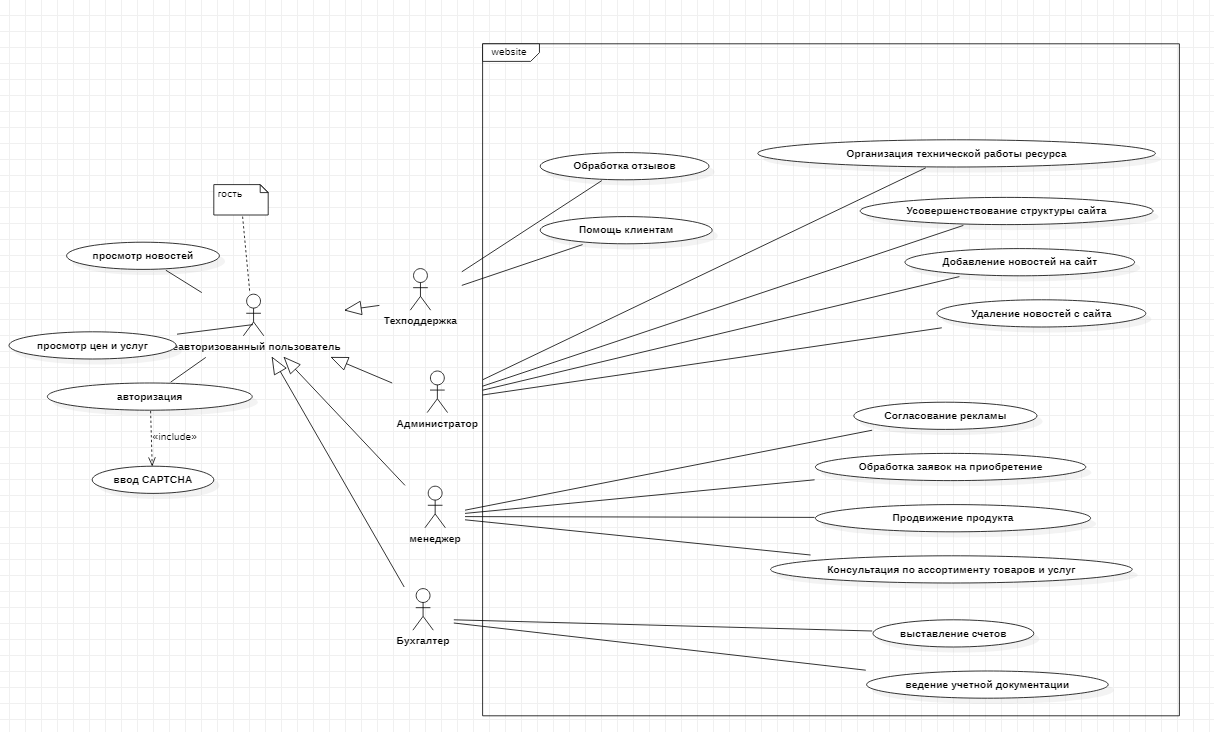 website
Организация технической работы ресурса
Обработка отзывов
гость
Усовершенствование структуры сайта
Помощь клиентам
просмотр новостей
Добавление новостей на сайт
Удаление новостей с сайта
Техподдержка
просмотр цен и услуг
еавторизованный пользователь
авторизация
Согласование рекламы
Администратор
«include»
Обработка заявок на приобретение
ввод CAPTCHA
Продвижение продукта
менеджер
Консультация по ассортименту товаров и услуг
выставление счетов
Бухгалтер
ведение учетной документации